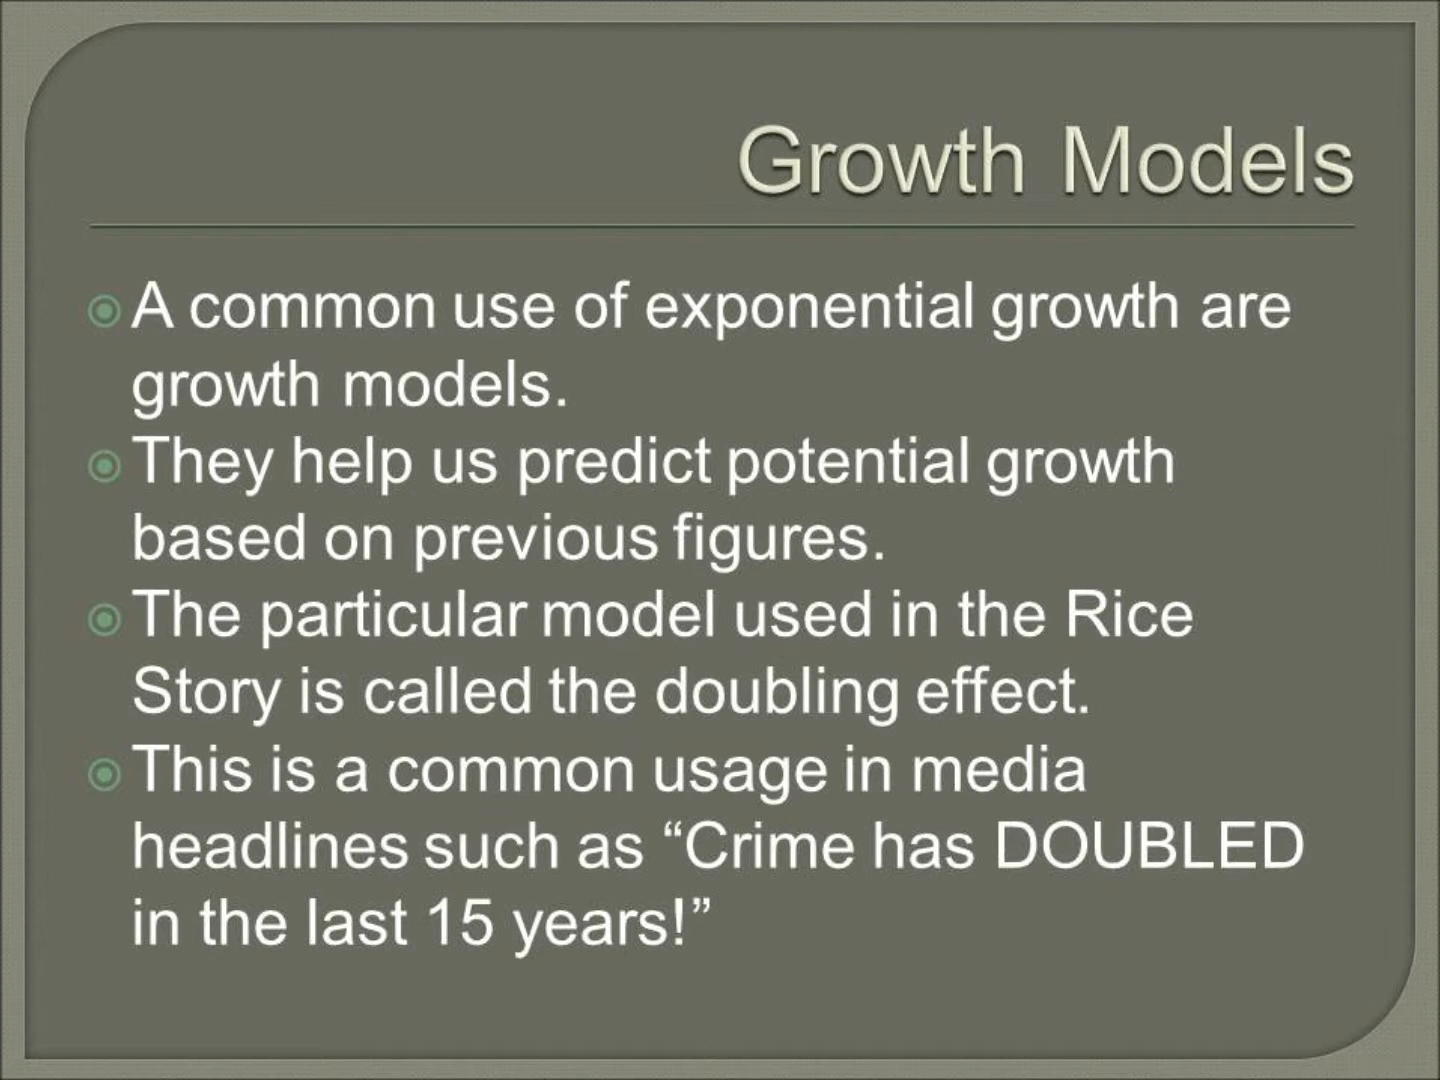 Growth Models
A common use of exponential growth are
growth models.
They help us predict potential growth
based on previous figures.
The particular model used in the Rice
Story is called the doubling effect.
This is a common usage in media
headlines such as “Crime has DOUBLED
in the last 15 years!”